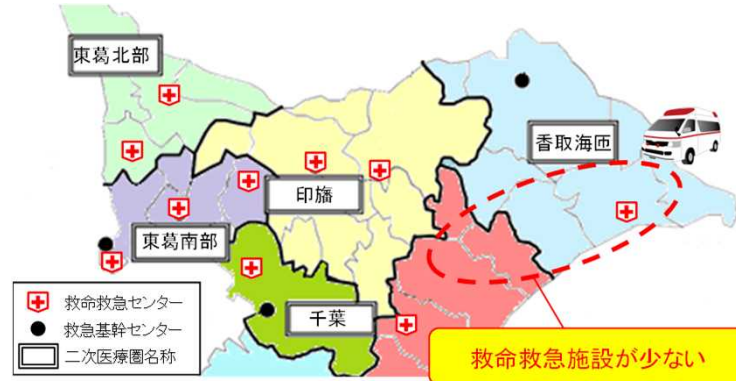 東葛北部
香取海匝
印旛
東葛南部
千葉
救命救急センター
救急基幹センター
二次医療圏名称
救命救急施設が少ない